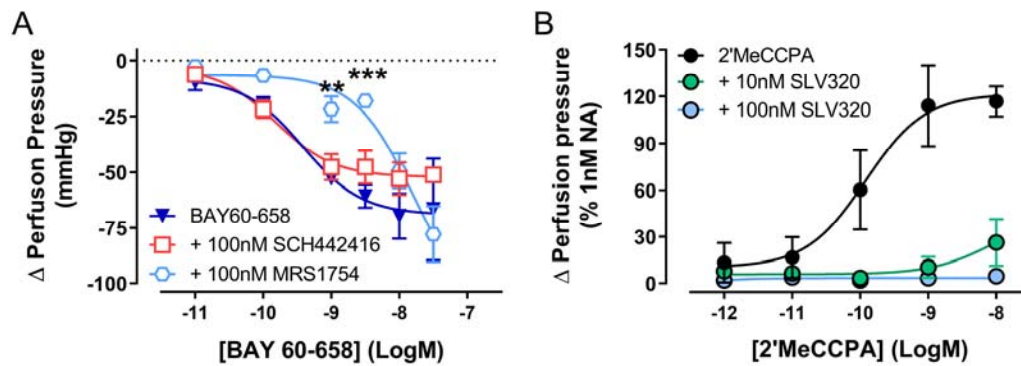 A
Δ Perfusion Pressure
(mmHg)
0
-25
-50
-75
-100
** ***
BAY60-658
+ 100nM SCH442416
+ 100nM MRS1754
-11
-10
-9
-8
-7
[BAY 60-658] (LogM)
B
Δ Perfusion pressure
(% 1nM NA)
150
120
90
60
30
0
2'MeCCPA
+ 10nM SLV320
+ 100nM SLV320
-12
-11
-10
-9
-8
[2'MeCCPA] (LogM)